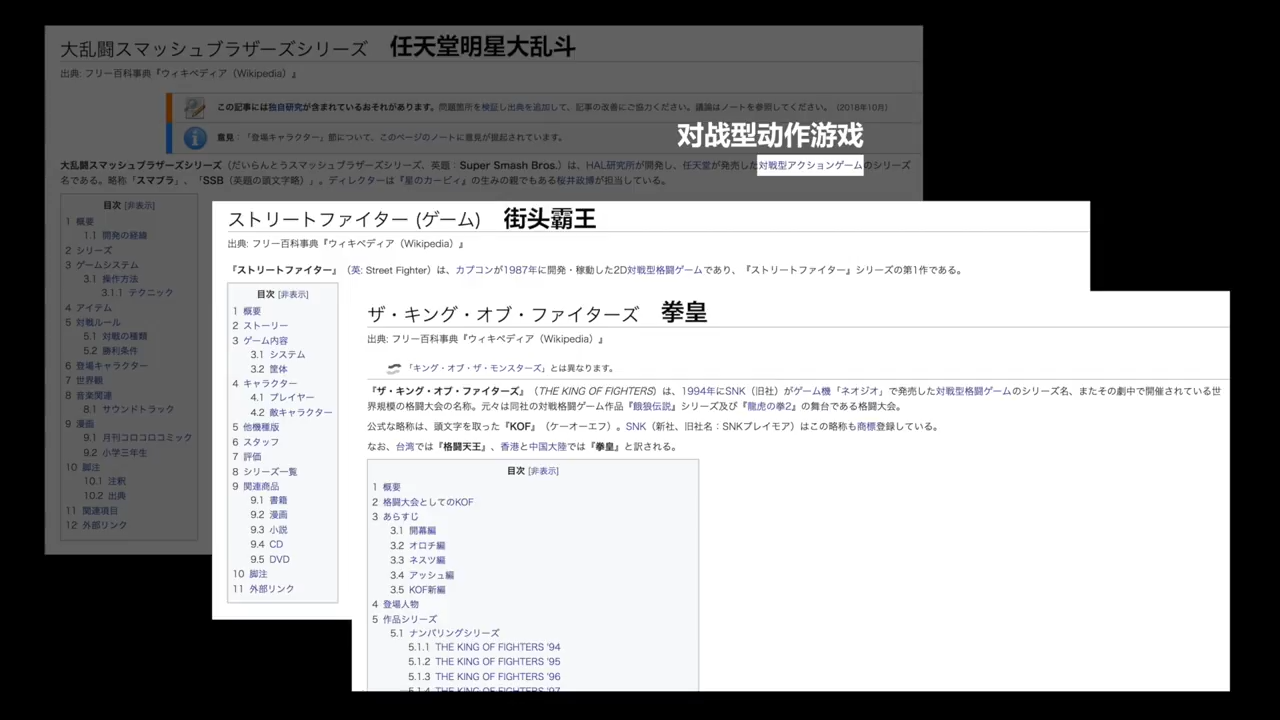 大乱闘スマッシュブラザーズシリーズ 任天堂明星大乱斗
出典: フリー百科事典『ウィキペディア（Wikipedia）』
この記事には独自研究が含まれているおそれがあります。問題箇所を検証し出典を追加して、記事の改善にご協力ください。議論はノートを参照してください。（2018年10月）
意見：「登場キャラクター」節について、このページのノートに意見が提起されています。
对战型动作游戏
大乱闘スマッシュブラザーズシリーズ（だいらんとうスマッシュブラザーズシリーズ、英題：Super Smash Bros.）は、HAL研究所が開発し、任天堂が発売した対戦型アクションゲームのシリーズ
名である。略称「スマブラ」、「SSB（英題の頭文字略）」。ディレクターは『星のカービィ』の生みの親でもある桜井政博が担当している。
目次 [非表示]
1 概要
1.1 開発の経緯
2 シリーズ
3 ゲームシステム
3.1 操作方法
3.1.1 テクニック
4 アイテム
5 対戦ルール
5.1 対戦の種類
5.2 勝利条件
6 登場キャラクター
7 世界観
8 音楽関連
8.1 サウンドトラック
9 漫画
9.1 月刊コロコロコミック
9.2 小学三年生
10 脚注
10.1 注釈
10.2 出典
11 関連項目
12 外部リンク
ストリートファイター (ゲーム) 街头霸王
出典: フリー百科事典『ウィキペディア（Wikipedia）』
『ストリートファイター』（英: Street Fighter）は、カプコンが1987年に開発・稼動した2D対戦型格闘ゲームであり、『ストリートファイター』シリーズの第1作である。
目次 [非表示]
1 概要
2 ストーリー
3 ゲーム内容
3.1 システム
3.2 筐体
4 キャラクター
4.1 プレイヤー
4.2 敵キャラクター
5 他機種版
6 スタッフ
7 評価
8 シリーズ一覧
9 関連商品
9.1 書籍
9.2 漫画
9.3 小説
9.4 CD
9.5 DVD
10 脚注
11 外部リンク
ザ・キング・オブ・ファイターズ 拳皇
出典: フリー百科事典『ウィキペディア（Wikipedia）』
「キング・オブ・ザ・モンスターズ」とは異なります。
『ザ・キング・オブ・ファイターズ』（THE KING OF FIGHTERS）は、1994年にSNK（旧社）がゲーム機「ネオジオ」で発売した対戦型格闘ゲームのシリーズ名、またその劇中で開催されている世
界規模の格闘大会の名称。元々は同社の対戦格闘ゲーム作品『餓狼伝説』シリーズ及び『龍虎の拳2』の舞台である格闘大会。
公式な略称は、頭文字を取った『KOF』（ケーオーエフ）。SNK（新社、旧社名：SNKプレイモア）はこの略称も商標登録している。
なお、台湾では『格闘天王』、香港と中国大陸では『拳皇』と訳される。
目次 [非表示]
1 概要
2 格闘大会としてのKOF
3 あらすじ
3.1 開幕編
3.2 オロチ編
3.3 ネスツ編
3.4 アッシュ編
3.5 KOF新編
4 登場人物
5 作品シリーズ
5.1 ナンバリングシリーズ
5.1.1 THE KING OF FIGHTERS '94
5.1.2 THE KING OF FIGHTERS '95
5.1.3 THE KING OF FIGHTERS '96
5.1.4 THE KING OF FIGHTERS '97